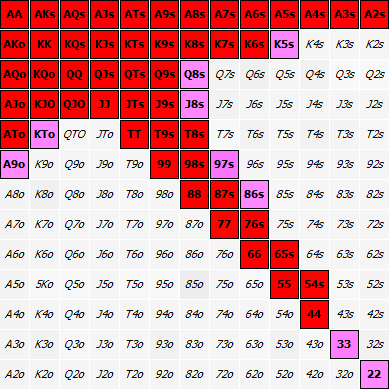 AA AKs AQs AJs ATs A9s A8s A7s A6s A5s A4s A3s A2s
AKo KK KQs KJs KTs K9s K8s K7s K6s K5s K4s K3s K2s
AQo KQo QQ QJs QTs Q9s Q8s Q7s Q6s Q5s Q4s Q3s Q2s
AJo KJO QJO JJ JTs J9s J8s J7s J6s J5s J4s J3s J2s
ATo KTo QTO JTo TT T9s T8s T7s T6s T5s T4s T3s T2s
A9o K9o Q9o J9o T9o 99 98s 97s 96s 95s 94s 93s 92s
A8o K8o Q8o J8o T8o 98o 88 87s 86s 85s 84s 83s 82s
A7o K7o Q7o J7o T7o 97o 87o 77 76s 75s 74s 73s 72s
A6o K6o Q6o J6o T6o 96o 86o 76o 66 65s 64s 63s 62s
A5o 5Ko Q5o J5o T5o 95o 85o 75o 65o 55 54s 53s 52s
A4o K4o Q4o J4o T4o 94o 84o 74o 64o 54o 44 43s 42s
A3o K3o Q3o J3o T3o 93o 83o 73o 63o 53o 43o 33 32s
A2o K2o Q2o J2o T2o 92o 82o 72o 62o 52o 42o 32o 22